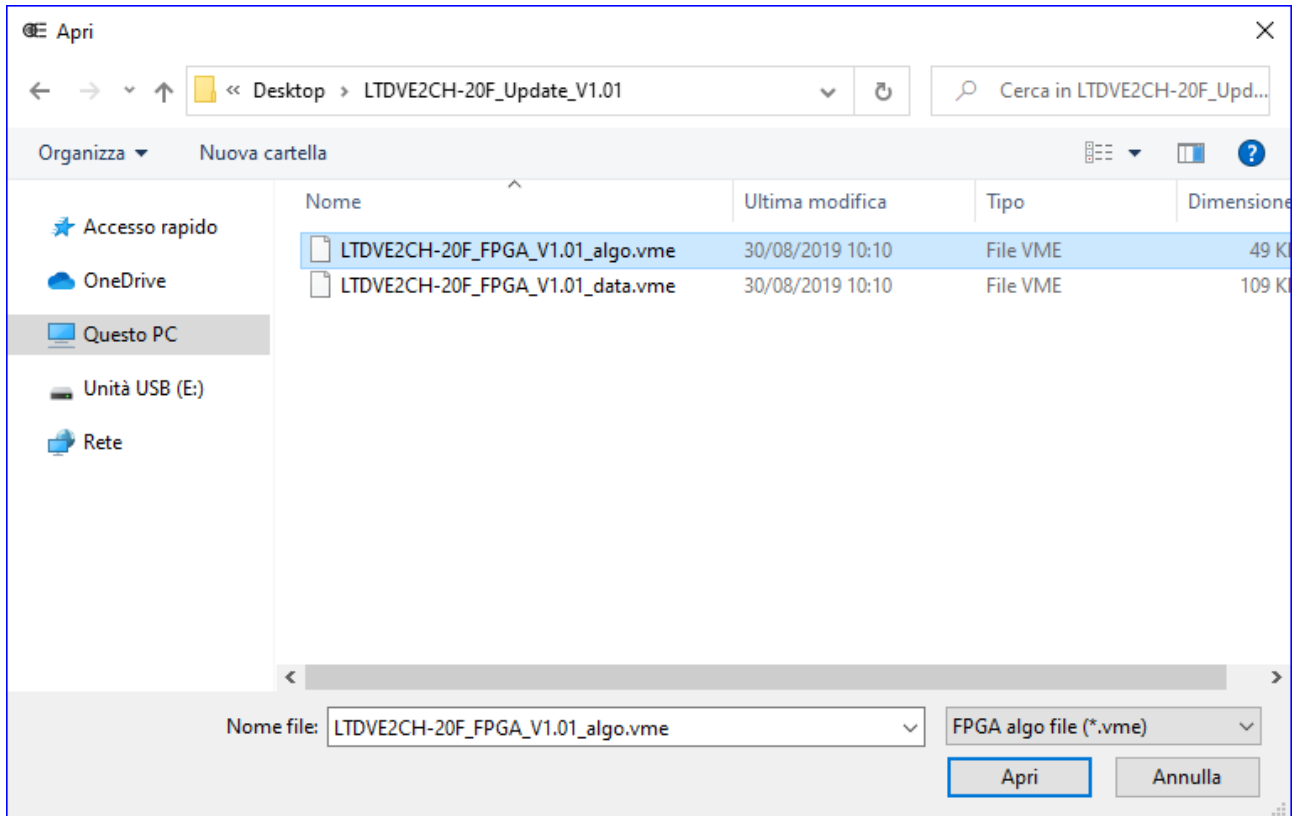 Apri
« Desktop › LTDVE2CH-20F_Update_V1.01
Cerca in LTDVE2CH-20F_Upd...
Organizza
Nuova cartella
?
Nome
Ultima modifica
Tipo
Dimensione
Accesso rapido
OneDrive
Questo PC
Unità USB (E:)
Rete
LTDVE2CH-20F_FPGA_V1.01_algo.vme 30/08/2019 10:10 File VME 49 K
LTDVE2CH-20F_FPGA_V1.01_data.vme 30/08/2019 10:10 File VME 109 K
Nome file: LTDVE2CH-20F_FPGA_V1.01_algo.vme
FPGA algo file (*.vme)
Apri
Annulla